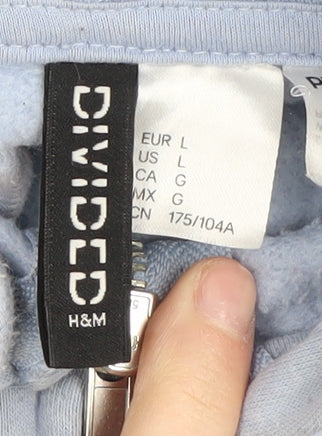 DIVIDED
H&M
EUR L
US L
CA G
MX G
CN 175/104A